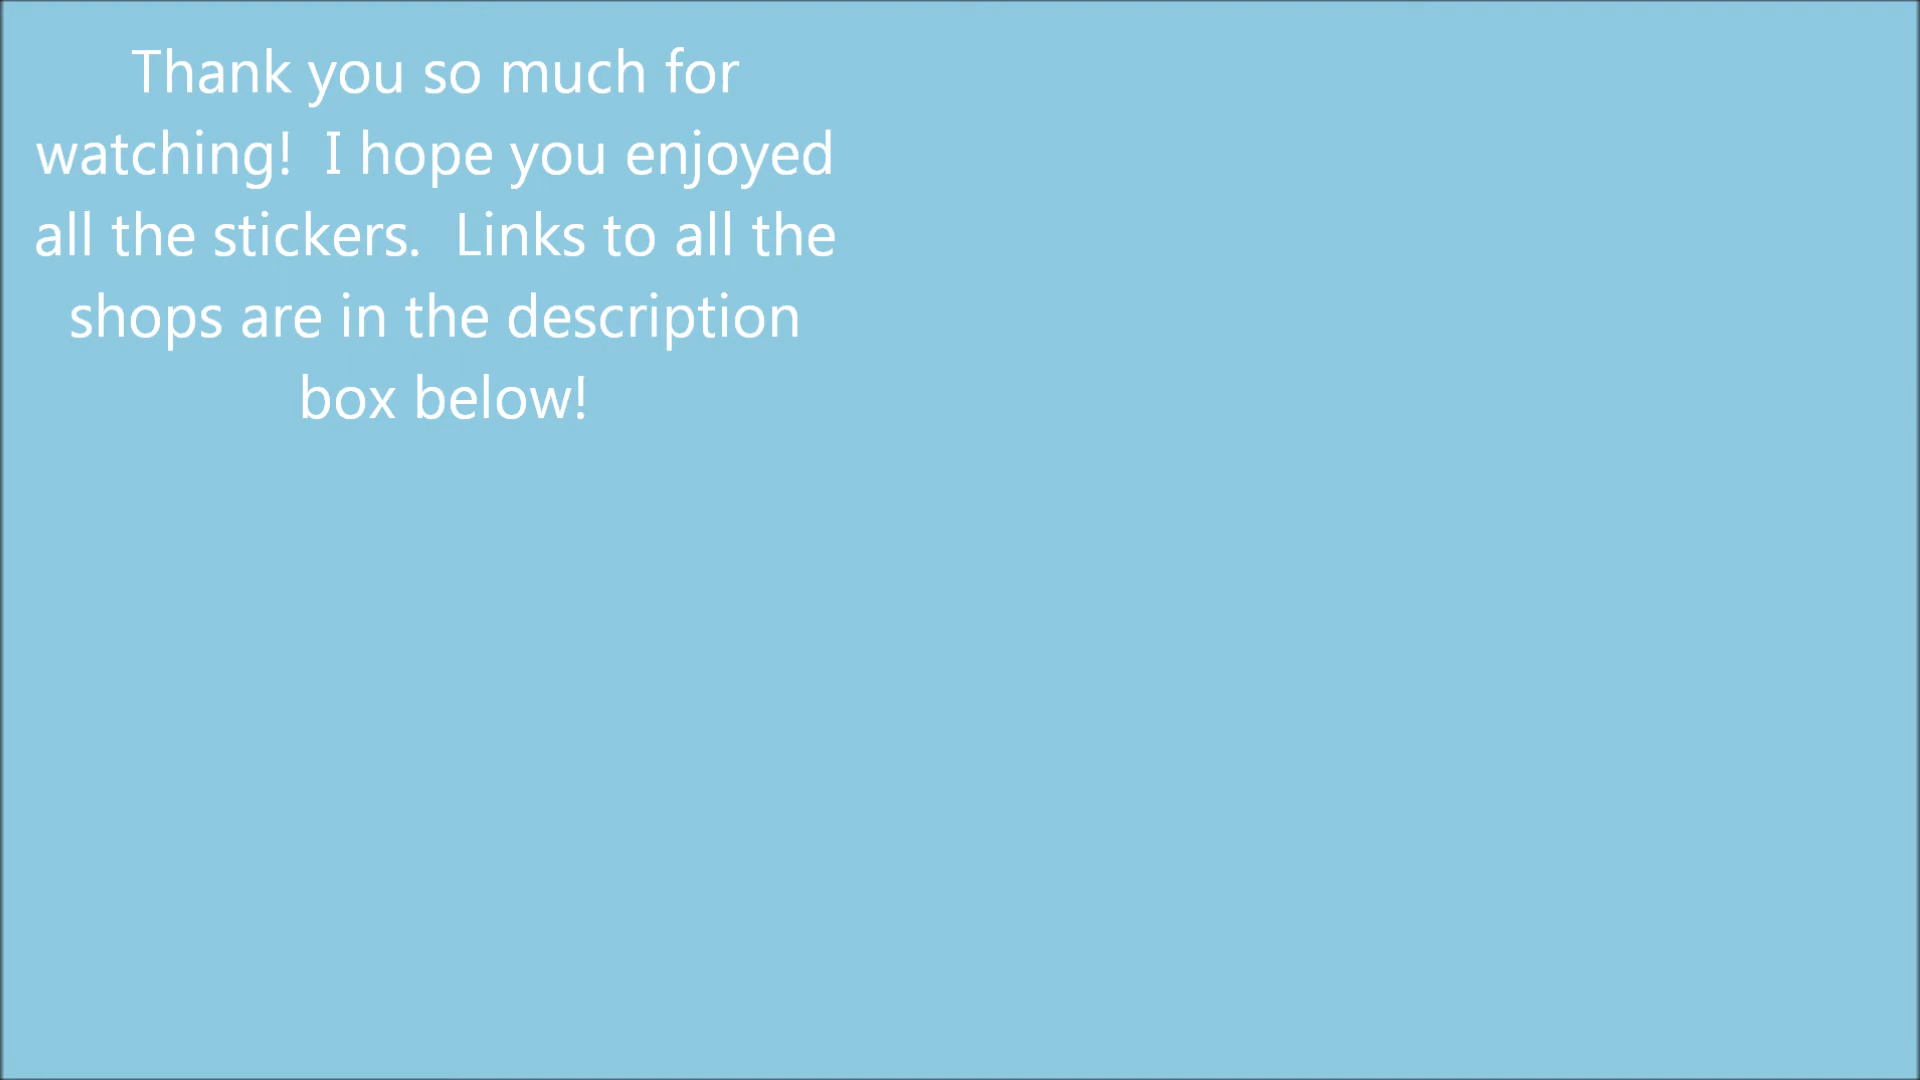 Thank you so much for
watching!  I hope you enjoyed
all the stickers.  Links to all the
shops are in the description
box below!